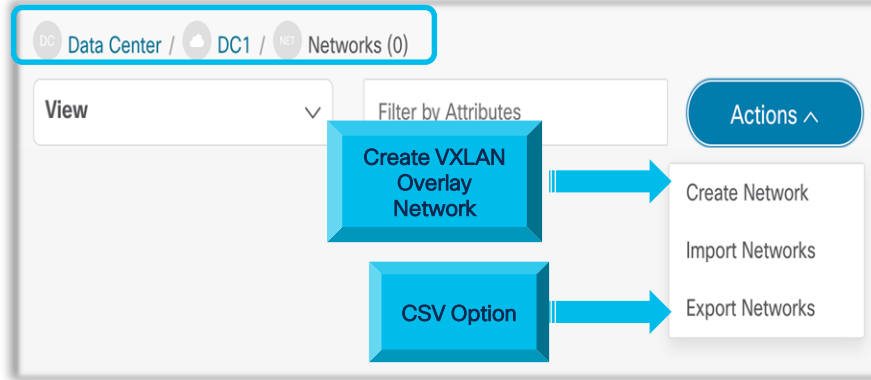 DC Data Center / DC1 / NET Networks (0)
View
Filter by Attributes
Actions
Create VXLAN
Overlay
Network
Create Network
Import Networks
CSV Option
Export Networks